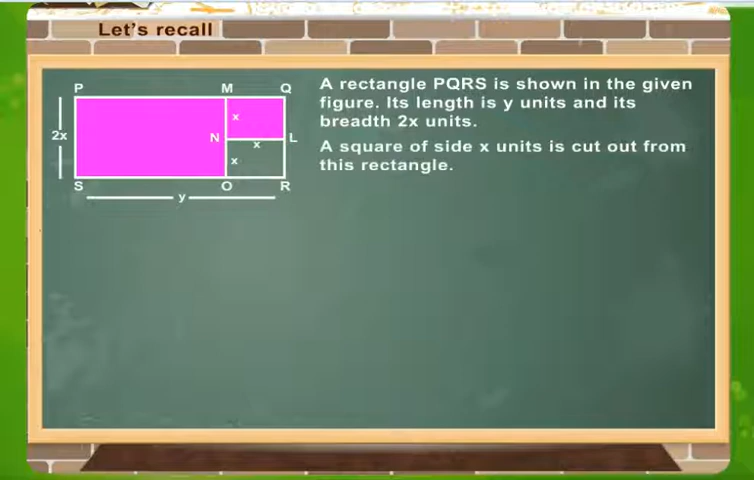 Let's recall
P M Q
A rectangle PQRS is shown in the given
figure. Its length is y units and its
breadth 2x units.
x
2x N x L
x
A square of side x units is cut out from
this rectangle.
S O R
y